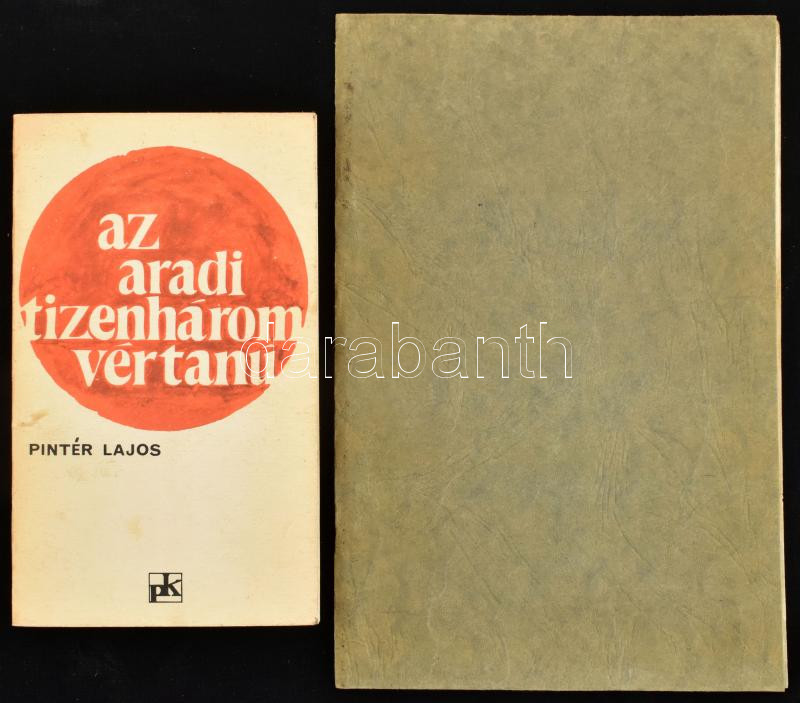 az
aradi
tizenhárom
vértanú
darabanth
PINTÉR LAJOS
pk